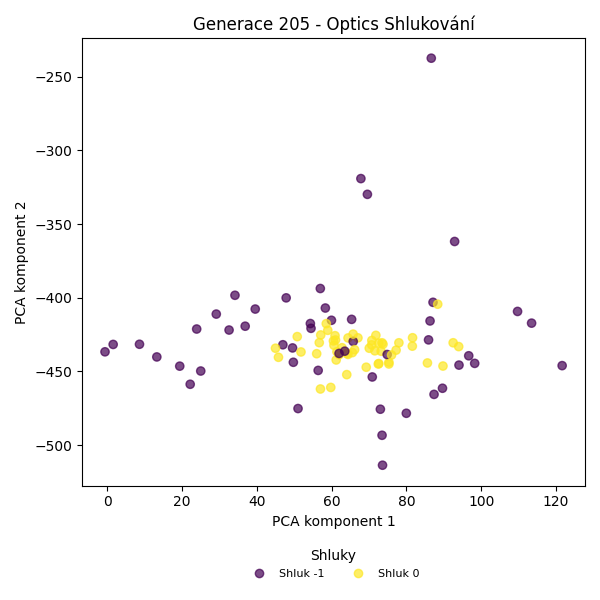 Generace 205 - Optics Shlukování
PCA komponent 2
−250
−300
−350
−400
−450
−500
0 20 40 60 80 100 120
PCA komponent 1
Shluky
Shluk -1 Shluk 0